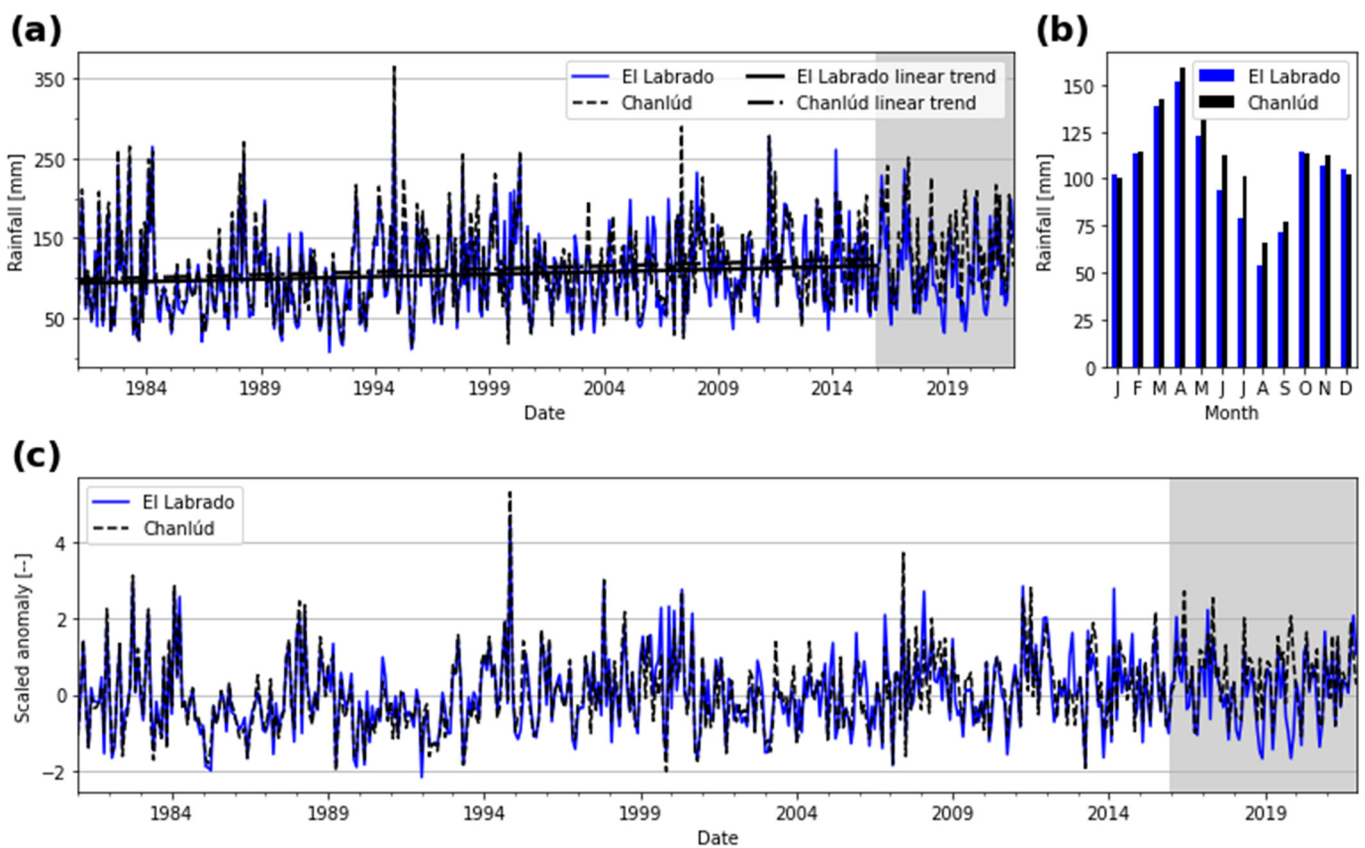 (a)
El Labrado
Chanlúd
El Labrado linear trend
Chanlúd linear trend
Rainfall [mm]
350
250
150
50
1984 1989 1994 1999 2004 2009 2014 2019
Date
(b)
El Labrado
Chanlúd
Rainfall [mm]
150
125
100
75
50
25
0
J F M A M J J A S O N D
Month
(c)
El Labrado
Chanlúd
Scaled anomaly [--]
4
2
0
−2
1984 1989 1994 1999 2004 2009 2014 2019
Date